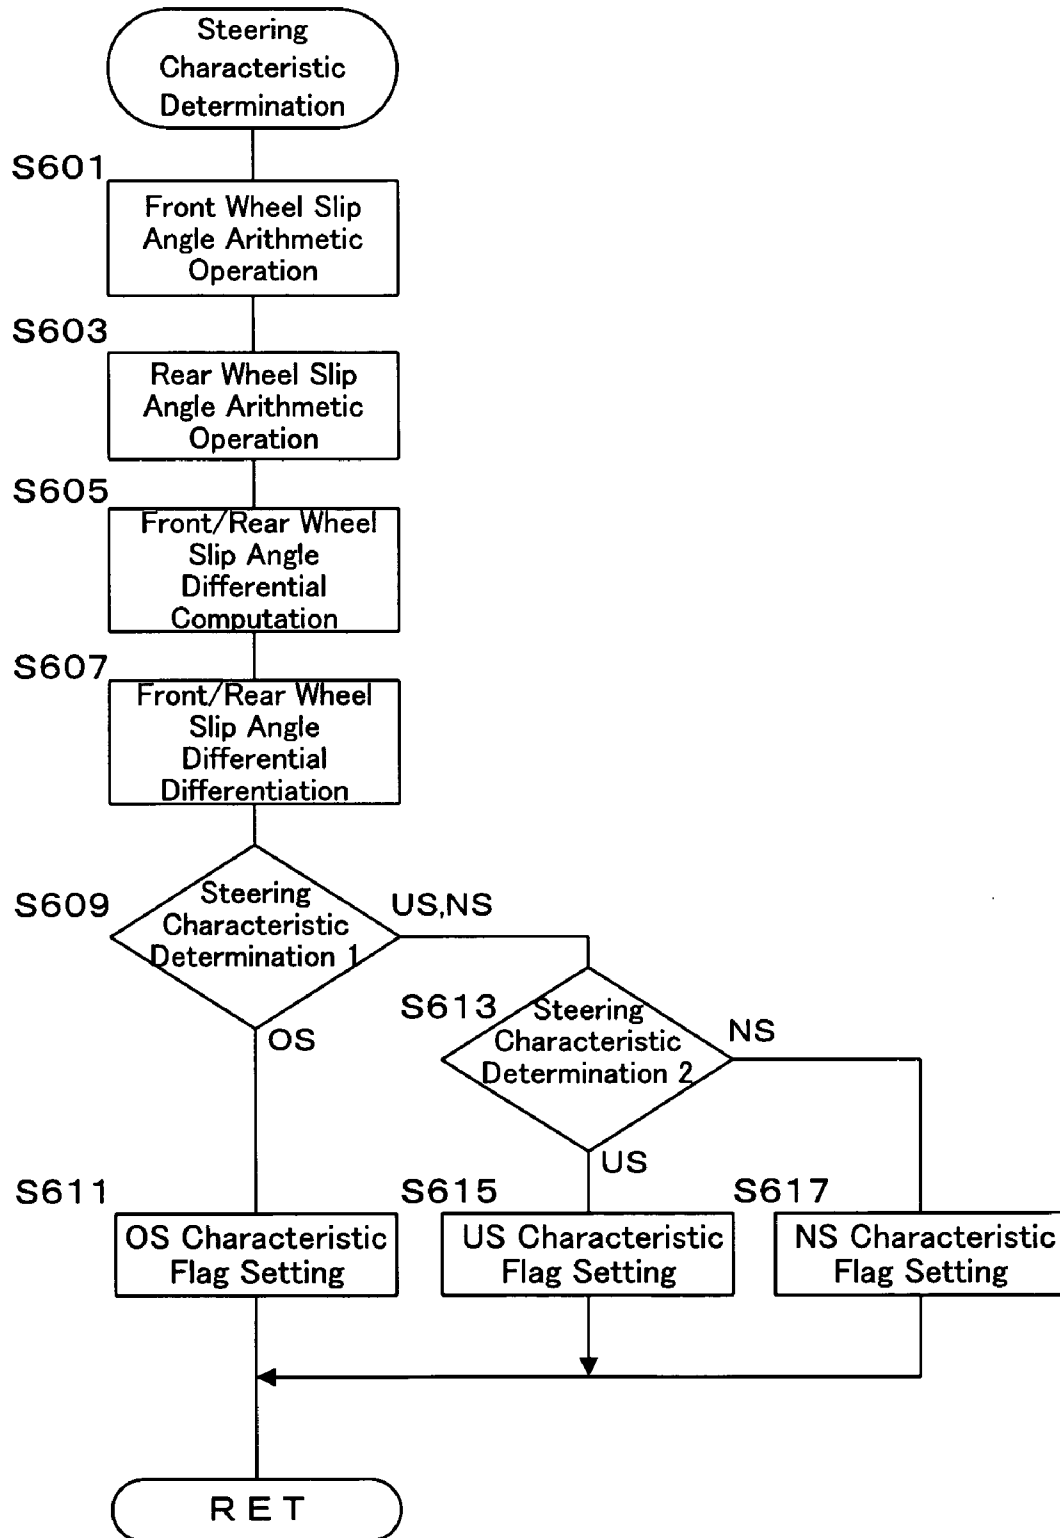 Steering
Characteristic
Determination
S601
Front Wheel Slip
Angle Arithmetic
Operation
S603
Rear Wheel Slip
Angle Arithmetic
Operation
S605
Front/Rear Wheel
Slip Angle
Differential
Computation
S607
Front/Rear Wheel
Slip Angle
Differential
Differentiation
S609
Steering
Characteristic
Determination 1
US,NS
OS
S613
Steering
Characteristic
Determination 2
NS
US
S611
OS Characteristic
Flag Setting
S615
US Characteristic
Flag Setting
S617
NS Characteristic
Flag Setting
RET